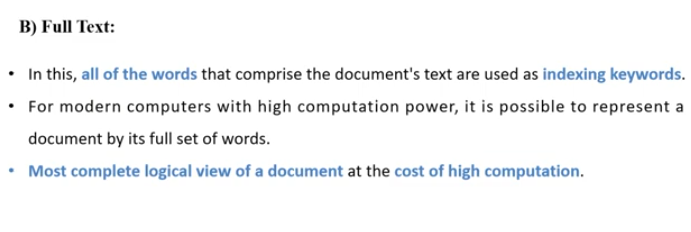 B) Full Text:
• In this, all of the words that comprise the document's text are used as indexing keywords.
• For modern computers with high computation power, it is possible to represent a
document by its full set of words.
• Most complete logical view of a document at the cost of high computation.